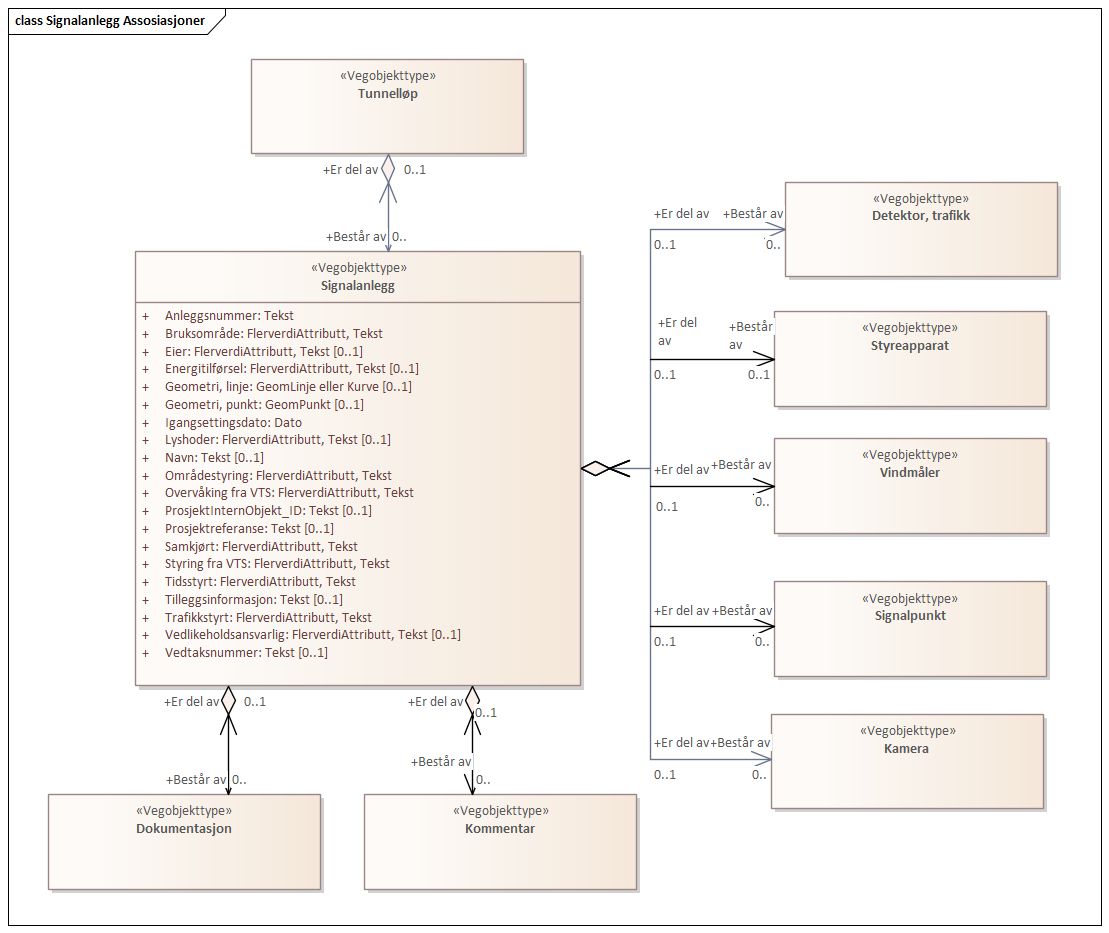 class Signalanlegg Assosiasjoner
«Vegobjekttype»
Tunnelløp
+Er del av 0..1
+Består av 0..
«Vegobjekttype»
Signalanlegg
+ Anleggsnummer: Tekst
+ Bruksområde: FlerverdiAttributt, Tekst
+ Eier: FlerverdiAttributt, Tekst [0..1]
+ Energitilførsel: FlerverdiAttributt, Tekst [0..1]
+ Geometri, linje: GeomLinje eller Kurve [0..1]
+ Geometri, punkt: GeomPunkt [0..1]
+ Igangsettingsdato: Dato
+ Lyshoder: FlerverdiAttributt, Tekst [0..1]
+ Navn: Tekst [0..1]
+ Områdestyring: FlerverdiAttributt, Tekst
+ Overvåking fra VTS: FlerverdiAttributt, Tekst
+ ProsjektInternObjekt_ID: Tekst [0..1]
+ Prosjektreferanse: Tekst [0..1]
+ Samkjørt: FlerverdiAttributt, Tekst
+ Styring fra VTS: FlerverdiAttributt, Tekst
+ Tidsstyrt: FlerverdiAttributt, Tekst
+ Tilleggsinformasjon: Tekst [0..1]
+ Trafikkstyrt: FlerverdiAttributt, Tekst
+ Vedlikeholdsansvarlig: FlerverdiAttributt, Tekst [0..1]
+ Vedtaksnummer: Tekst [0..1]
+Er del av +Består av
0..1 0..
«Vegobjekttype»
Detektor, trafikk
+Er del
av
+Består
av
0..1 0..1
«Vegobjekttype»
Styreapparat
+Er del av +Består av
0..1 0..
«Vegobjekttype»
Vindmåler
+Er del av +Består av
0..1 0..
«Vegobjekttype»
Signalpunkt
+Er del av +Består av
0..1 0..
«Vegobjekttype»
Kamera
+Er del av 0..1
+Består av 0..
«Vegobjekttype»
Dokumentasjon
+Er del av
0..1
+Består av
0..
«Vegobjekttype»
Kommentar